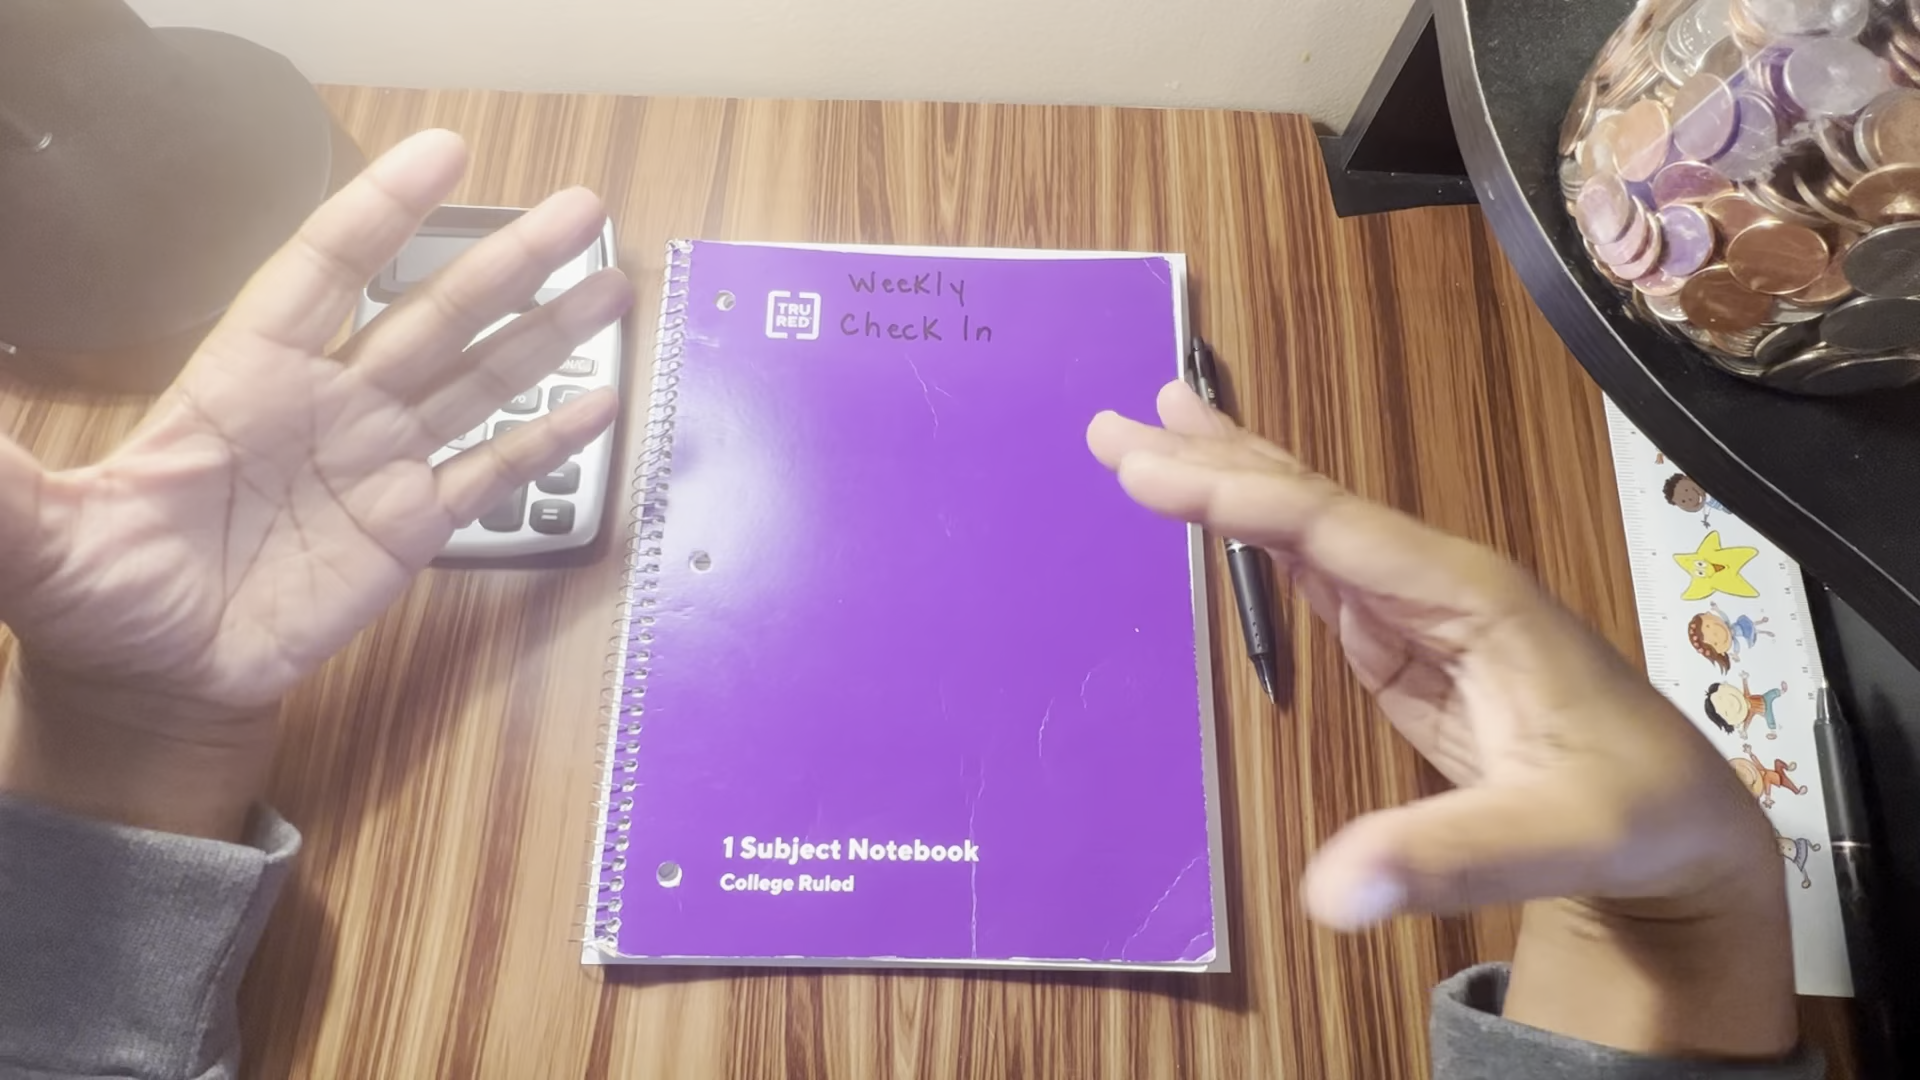 Weekly
Check In
TRU
RED
1 Subject Notebook
College Ruled